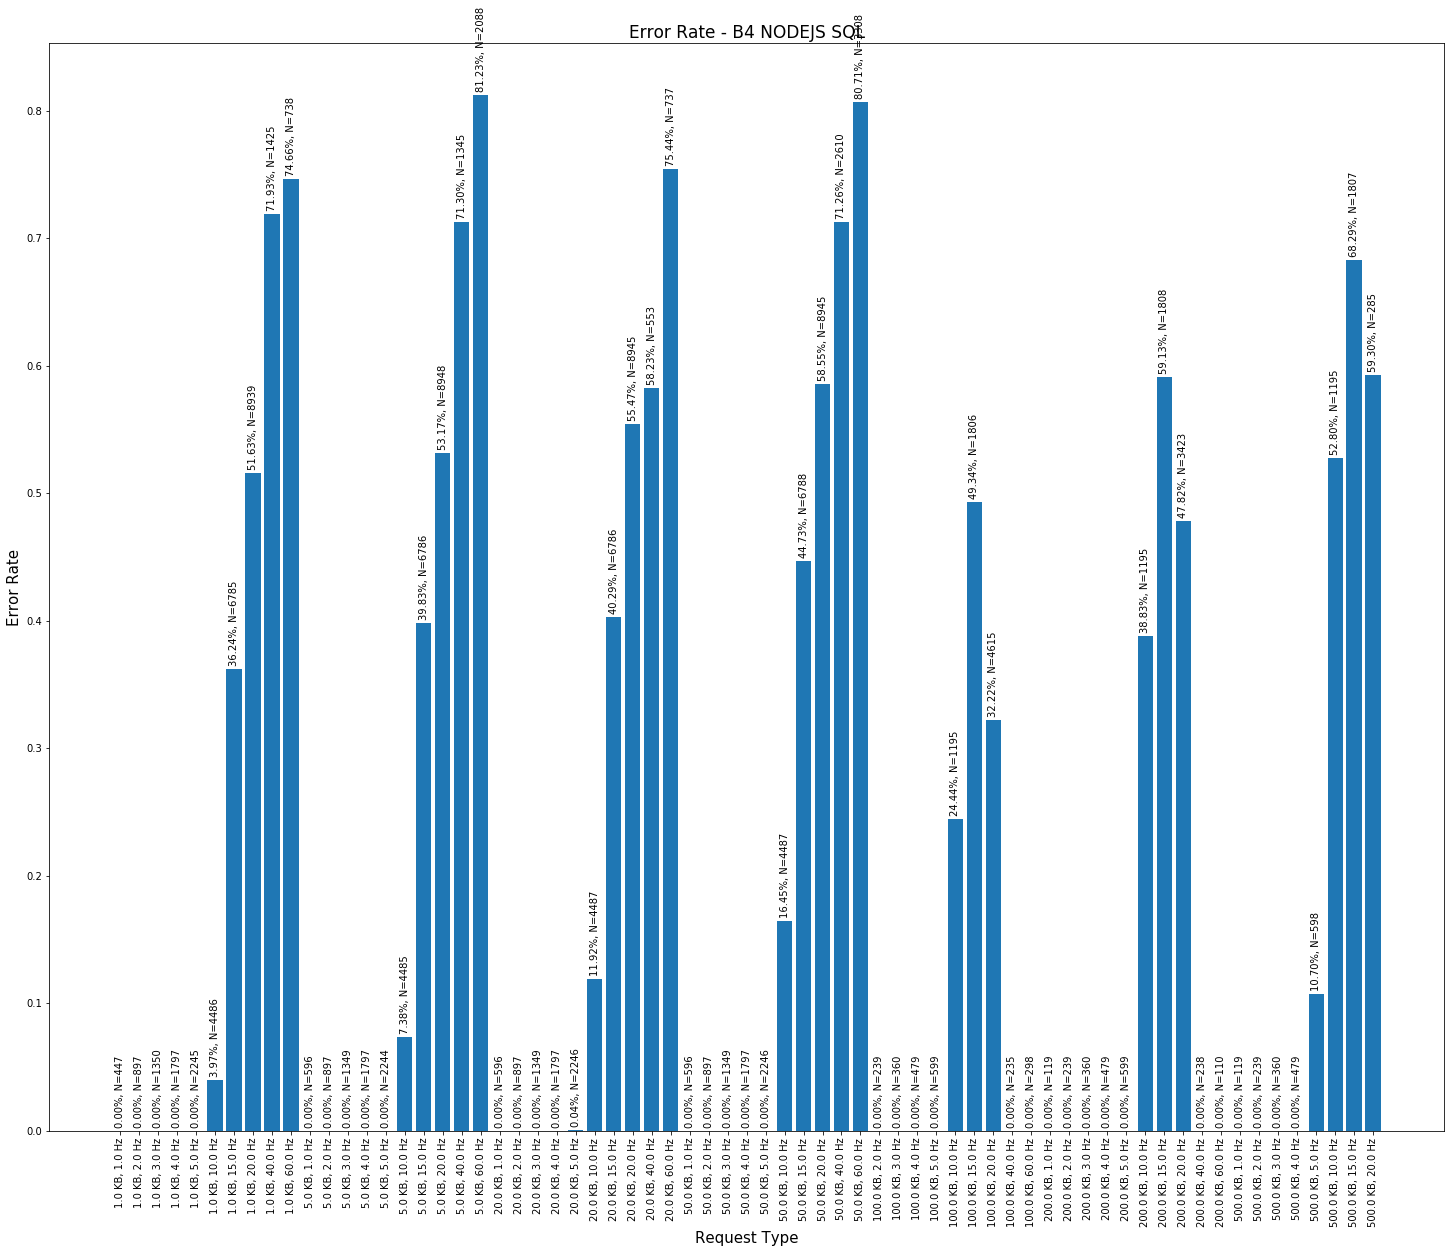 Error Rate - B4 NODEJS SQL
Error Rate
0.8
0.7
0.6
0.5
0.4
0.3
0.2
0.1
0.0
0.00%, N=447
0.00%, N=897
0.00%, N=1350
0.00%, N=1797
0.00%, N=2245
3.97%, N=4486
36.24%, N=6785
51.63%, N=8939
71.93%, N=1425
74.66%, N=738
0.00%, N=596
0.00%, N=897
0.00%, N=1349
0.00%, N=1797
0.00%, N=2244
7.38%, N=4485
39.83%, N=6786
53.17%, N=8948
71.30%, N=1345
81.23%, N=2088
0.00%, N=596
0.00%, N=897
0.00%, N=1349
0.00%, N=1797
0.04%, N=2246
11.92%, N=4487
40.29%, N=6786
55.47%, N=8945
58.23%, N=553
75.44%, N=737
0.00%, N=596
0.00%, N=897
0.00%, N=1349
0.00%, N=1797
0.00%, N=2246
16.45%, N=4487
44.73%, N=6788
58.55%, N=8945
71.26%, N=2610
80.71%,
0.00%, N=239
0.00%, N=360
0.00%, N=479
0.00%, N=599
24.44%, N=1195
49.34%, N=1806
32.22%, N=4615
0.00%, N=235
0.00%, N=298
0.00%, N=119
0.00%, N=239
0.00%, N=360
0.00%, N=479
0.00%, N=599
38.83%, N=1195
59.13%, N=1808
47.82%, N=3423
0.00%, N=238
0.00%, N=110
0.00%, N=119
0.00%, N=239
0.00%, N=360
0.00%, N=479
10.70%, N=598
52.80%, N=1195
68.29%, N=1807
59.30%, N=285
1.0 KB, 1.0 Hz
1.0 KB, 2.0 Hz
1.0 KB, 3.0 Hz
1.0 KB, 4.0 Hz
1.0 KB, 5.0 Hz
1.0 KB, 10.0 Hz
1.0 KB, 15.0 Hz
1.0 KB, 20.0 Hz
1.0 KB, 40.0 Hz
1.0 KB, 60.0 Hz
5.0 KB, 1.0 Hz
5.0 KB, 2.0 Hz
5.0 KB, 3.0 Hz
5.0 KB, 4.0 Hz
5.0 KB, 5.0 Hz
5.0 KB, 10.0 Hz
5.0 KB, 15.0 Hz
5.0 KB, 20.0 Hz
5.0 KB, 40.0 Hz
5.0 KB, 60.0 Hz
20.0 KB, 1.0 Hz
20.0 KB, 2.0 Hz
20.0 KB, 3.0 Hz
20.0 KB, 4.0 Hz
20.0 KB, 5.0 Hz
20.0 KB, 10.0 Hz
20.0 KB, 15.0 Hz
20.0 KB, 20.0 Hz
20.0 KB, 40.0 Hz
20.0 KB, 60.0 Hz
50.0 KB, 1.0 Hz
50.0 KB, 2.0 Hz
50.0 KB, 3.0 Hz
50.0 KB, 4.0 Hz
50.0 KB, 5.0 Hz
50.0 KB, 10.0 Hz
50.0 KB, 15.0 Hz
50.0 KB, 20.0 Hz
50.0 KB, 40.0 Hz
50.0 KB, 60.0 Hz
100.0 KB, 2.0 Hz
100.0 KB, 3.0 Hz
100.0 KB, 4.0 Hz
100.0 KB, 5.0 Hz
100.0 KB, 10.0 Hz
100.0 KB, 15.0 Hz
100.0 KB, 20.0 Hz
100.0 KB, 40.0 Hz
100.0 KB, 60.0 Hz
200.0 KB, 1.0 Hz
200.0 KB, 2.0 Hz
200.0 KB, 3.0 Hz
200.0 KB, 4.0 Hz
200.0 KB, 5.0 Hz
200.0 KB, 10.0 Hz
200.0 KB, 15.0 Hz
200.0 KB, 20.0 Hz
200.0 KB, 40.0 Hz
200.0 KB, 60.0 Hz
500.0 KB, 1.0 Hz
500.0 KB, 2.0 Hz
500.0 KB, 3.0 Hz
500.0 KB, 4.0 Hz
500.0 KB, 5.0 Hz
500.0 KB, 10.0 Hz
500.0 KB, 15.0 Hz
500.0 KB, 20.0 Hz
Request Type